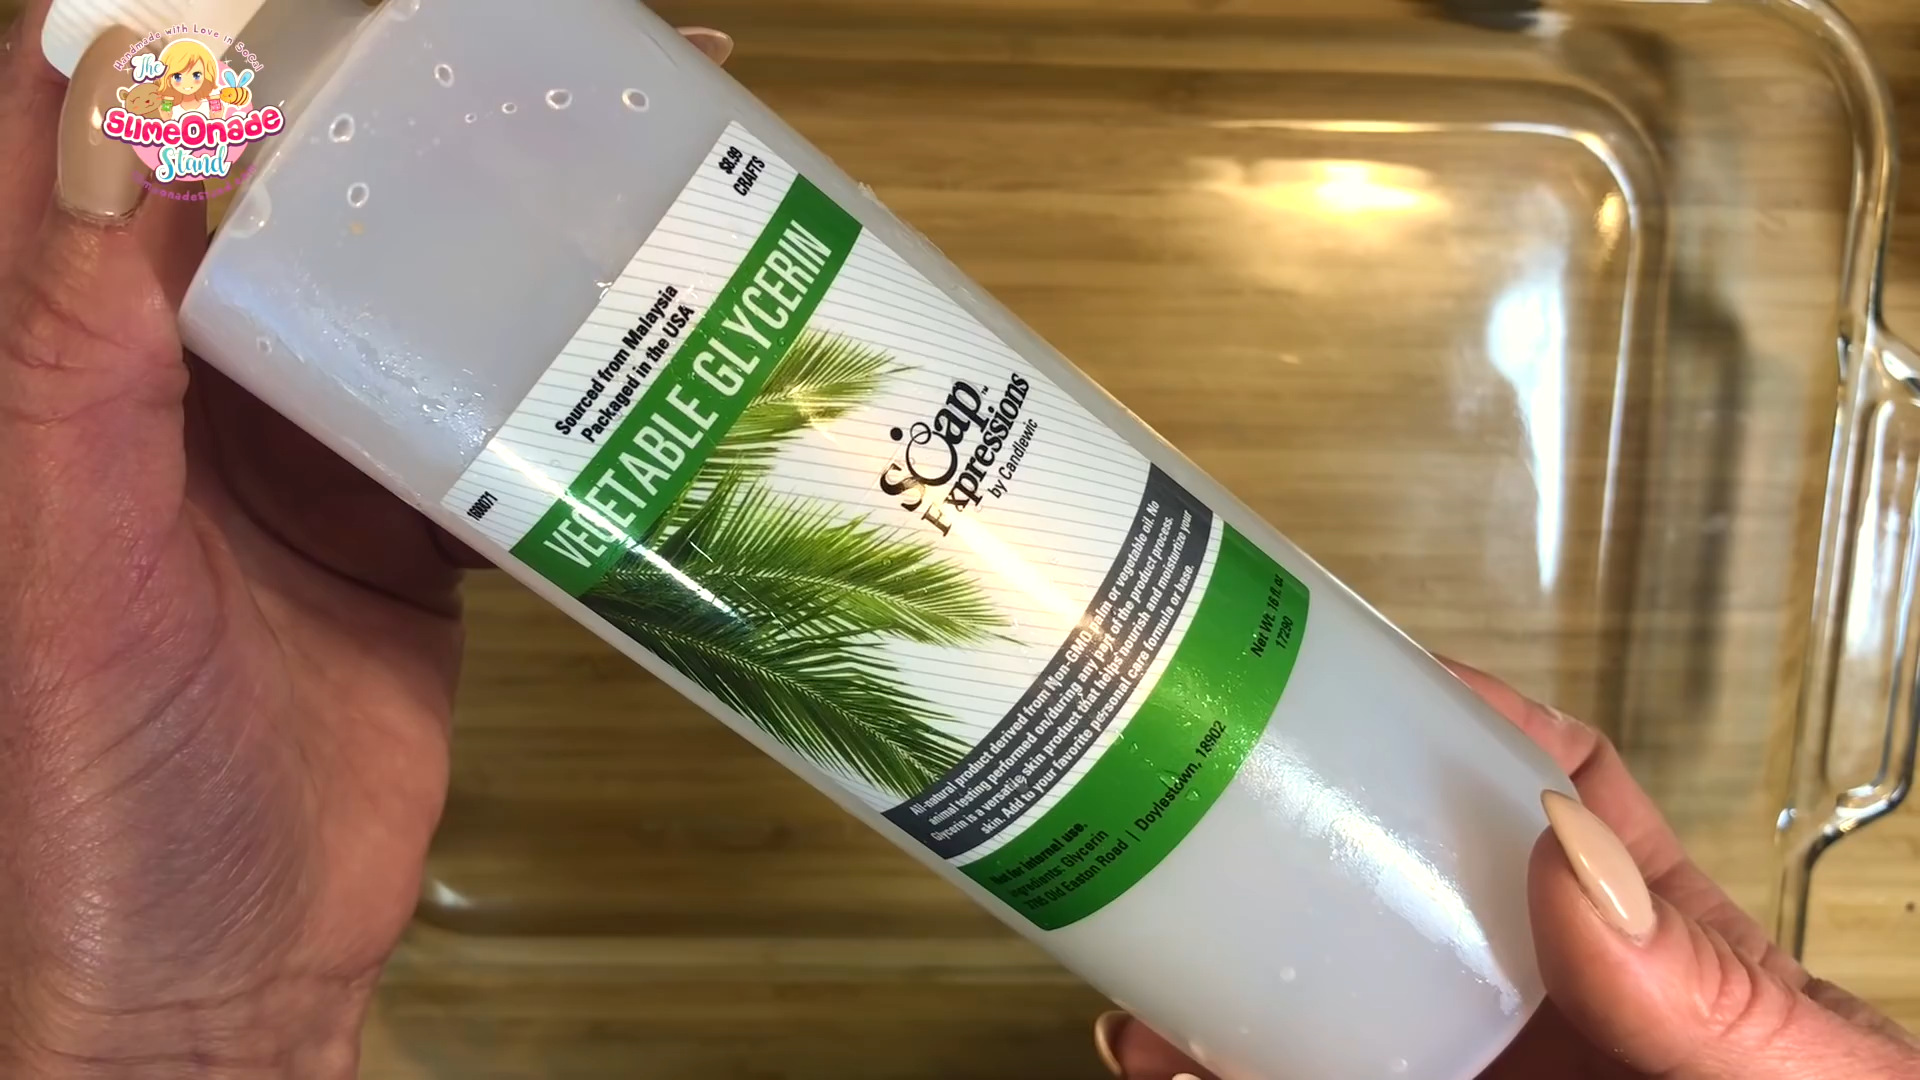 Handmade with Love in SoCal
The
SLIMEONADE
Stand
$8.99
CRAFTS
Sourced from Malaysia
Packaged in the USA
VEGETABLE GLYCERIN
1600071
Soap
Expressions
by Candlewic
All-natural product derived from Non-GMO palm or vegetable oil. No
animal testing performed on/during any part of the product process.
Glycerin is a versatile skin product that helps nourish and moisturize your
skin. Add to your favorite personal care formula or base.
Net Wt. 16 fl oz
17290
Not for internal use.
Ingredients: Glycerin
Old Easton Road | Doylestown, 18902